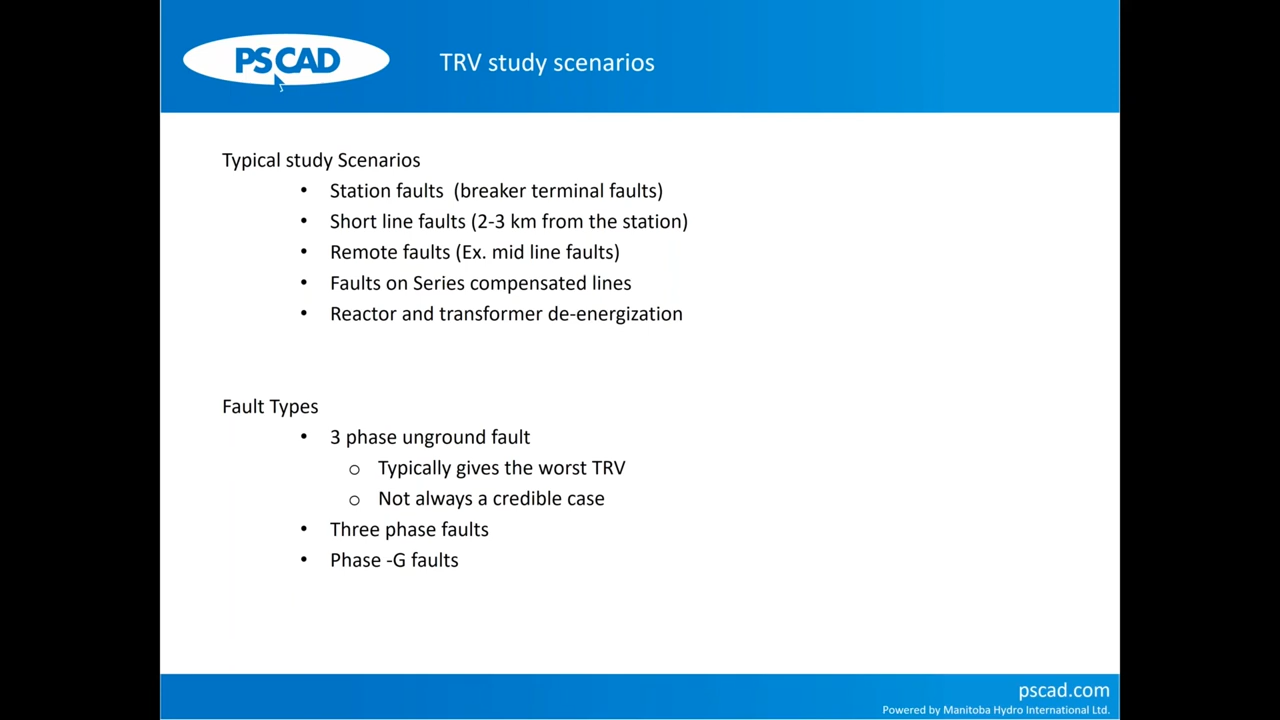 PSCAD
TRV study scenarios
Typical study Scenarios
• Station faults (breaker terminal faults)
• Short line faults (2-3 km from the station)
• Remote faults (Ex. mid line faults)
• Faults on Series compensated lines
• Reactor and transformer de-energization
Fault Types
• 3 phase unground fault
o Typically gives the worst TRV
o Not always a credible case
• Three phase faults
• Phase -G faults
pscad.com
Powered by Manitoba Hydro International Ltd.